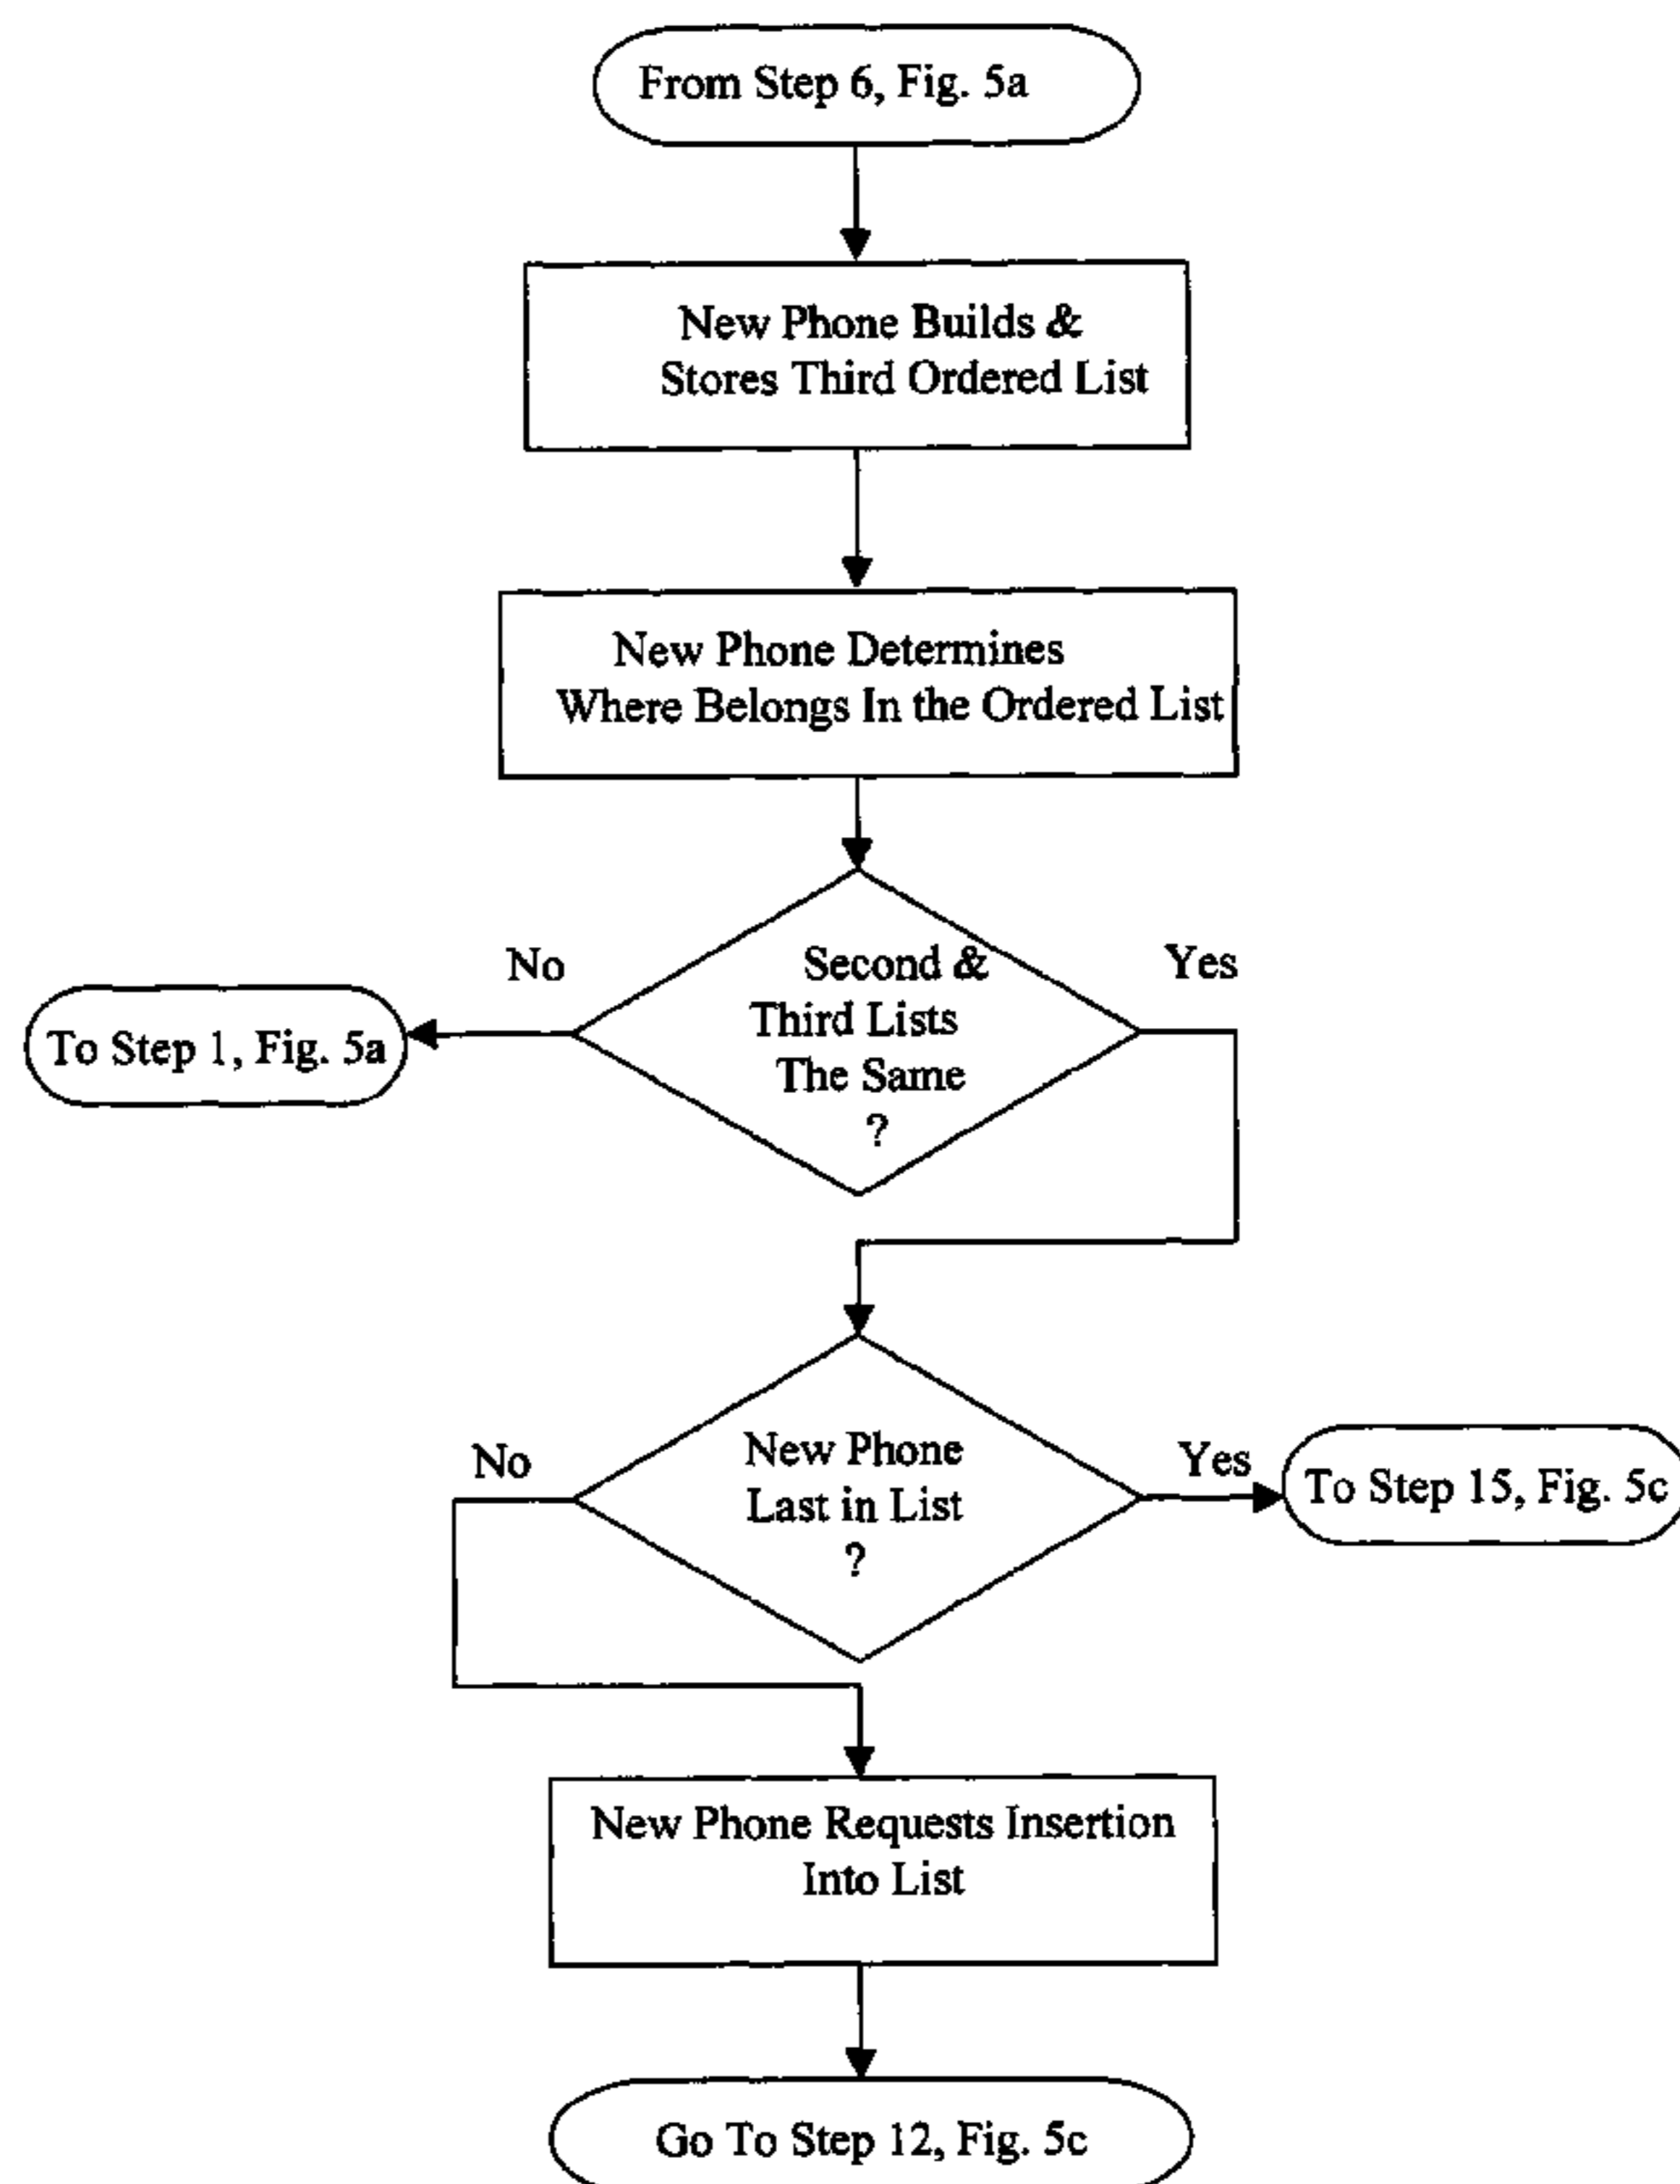 From Step 6, Fig. 5a
New Phone Builds &
Stores Third Ordered List
New Phone Determines
Where Belongs In the Ordered List
No
Yes
Second &
Third Lists
The Same
?
To Step 1, Fig. 5a
No
Yes
New Phone
Last in List
?
To Step 15, Fig. 5c
New Phone Requests Insertion
Into List
Go To Step 12, Fig. 5c